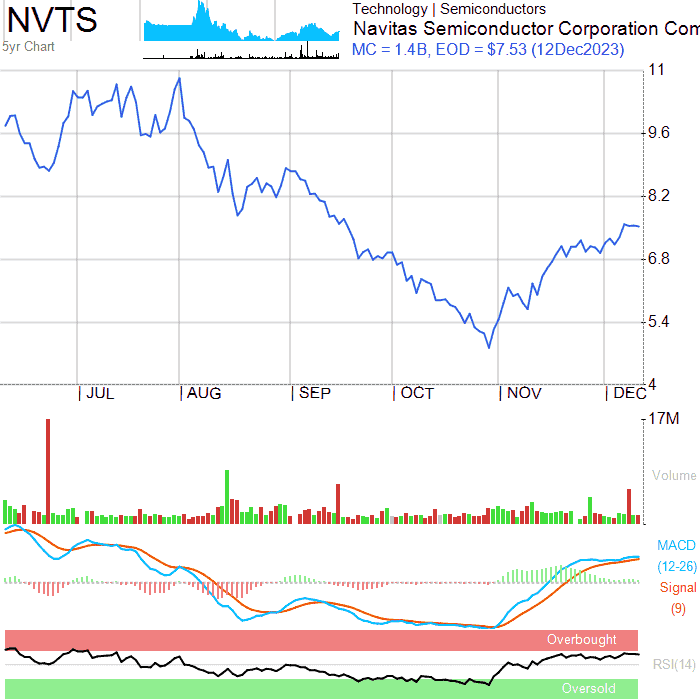 NVTS
5yr Chart
Technology | Semiconductors
Navitas Semiconductor Corporation Com
MC = 1.4B, EOD = $7.53 (12Dec2023)
11
9.6
8.2
6.8
5.4
4
| JUL | AUG | SEP | OCT | NOV | DEC
17M
Volume
MACD
(12-26)
Signal
(9)
Overbought
RSI(14)
Oversold